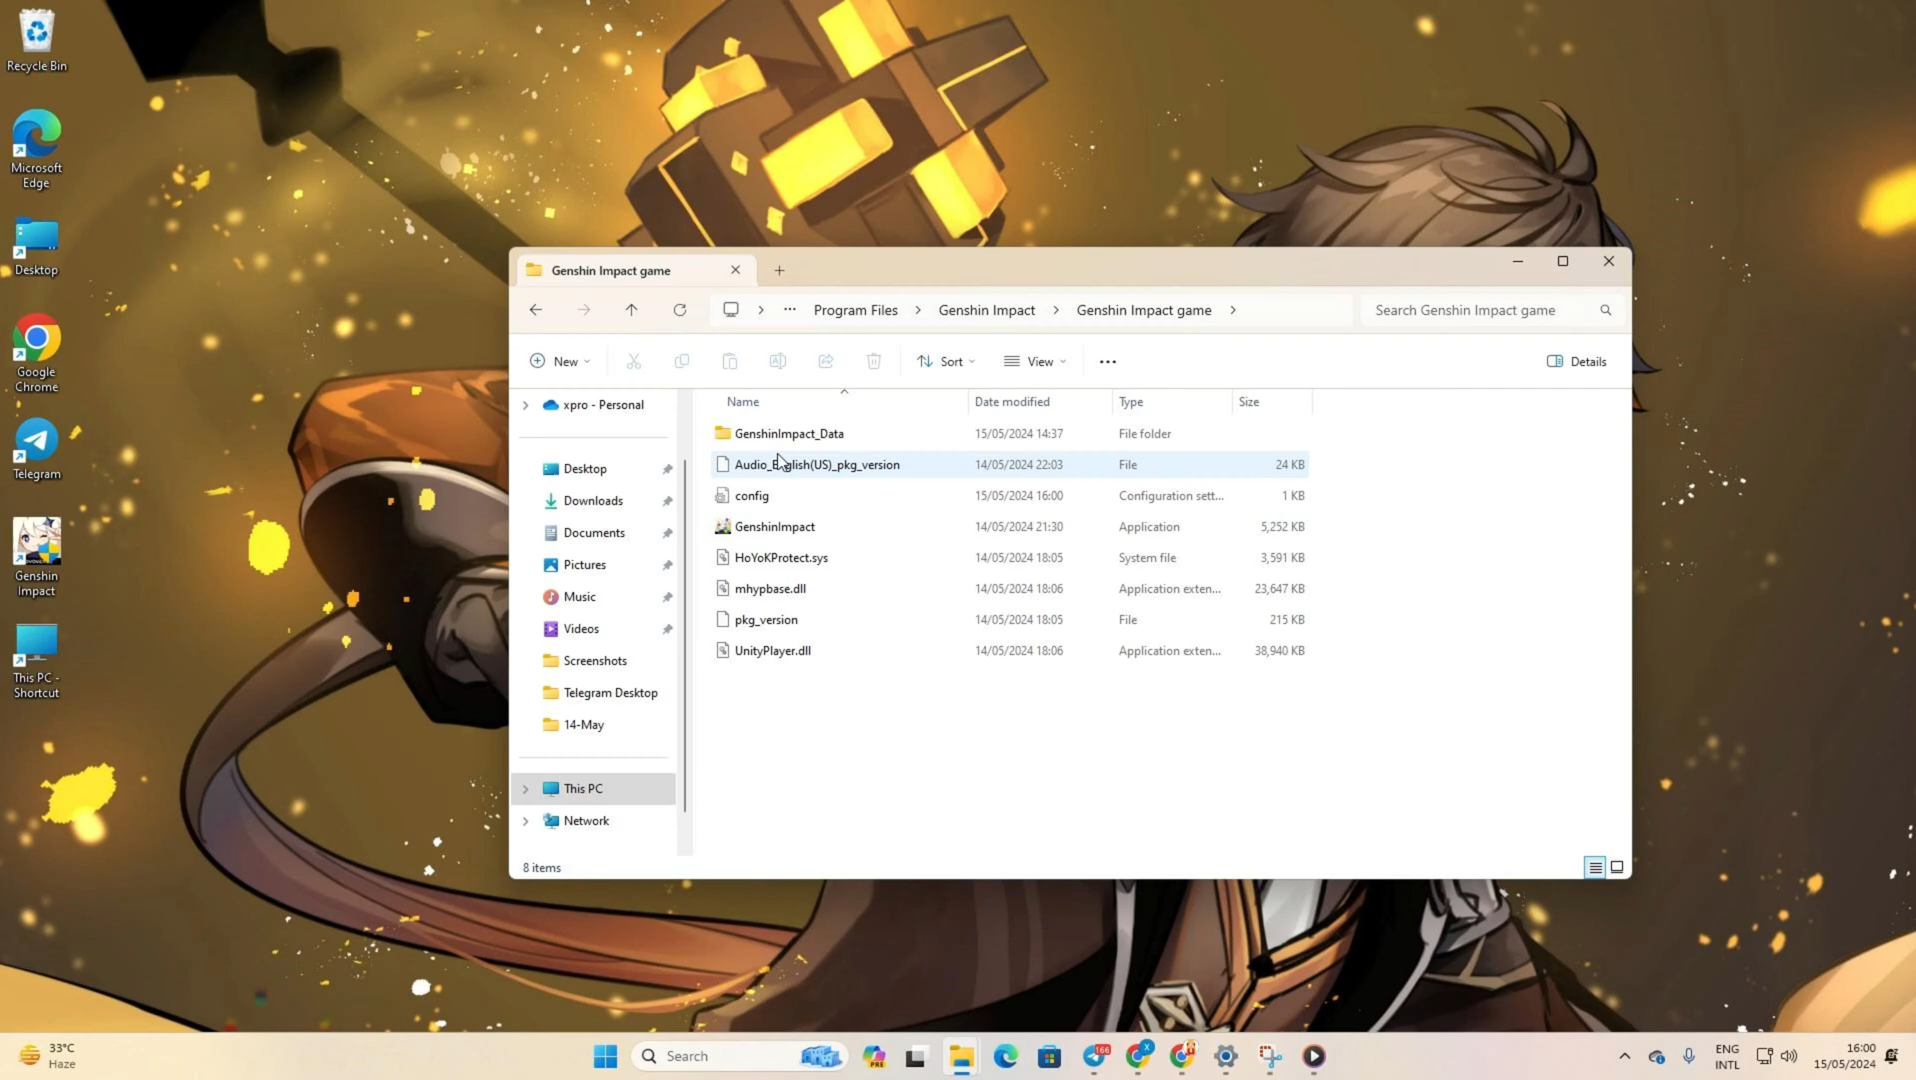 Recycle Bin
Microsoft
Edge
Desktop
Google
Chrome
Telegram
Genshin
Impact
This PC -
Shortcut
Genshin Impact game
Program Files
Genshin Impact
Genshin Impact game
Search Genshin Impact game
New
Sort
View
Details
xpro - Personal
Desktop
Downloads
Documents
Pictures
Music
Videos
Screenshots
Telegram Desktop
14-May
This PC
Network
Name Date modified Type Size
GenshinImpact_Data 15/05/2024 14:37 File folder
Audio_English(US)_pkg_version 14/05/2024 22:03 File 24 KB
config 15/05/2024 16:00 Configuration sett... 1 KB
GenshinImpact 14/05/2024 21:30 Application 5,252 KB
HoYoKProtect.sys 14/05/2024 18:05 System file 3,591 KB
mhypbase.dll 14/05/2024 18:06 Application exten... 23,647 KB
pkg_version 14/05/2024 18:05 File 215 KB
UnityPlayer.dll 14/05/2024 18:06 Application exten... 38,940 KB
8 items
33°C
Haze
Search
PRE
166
X
ENG
INTL
16:00
15/05/2024